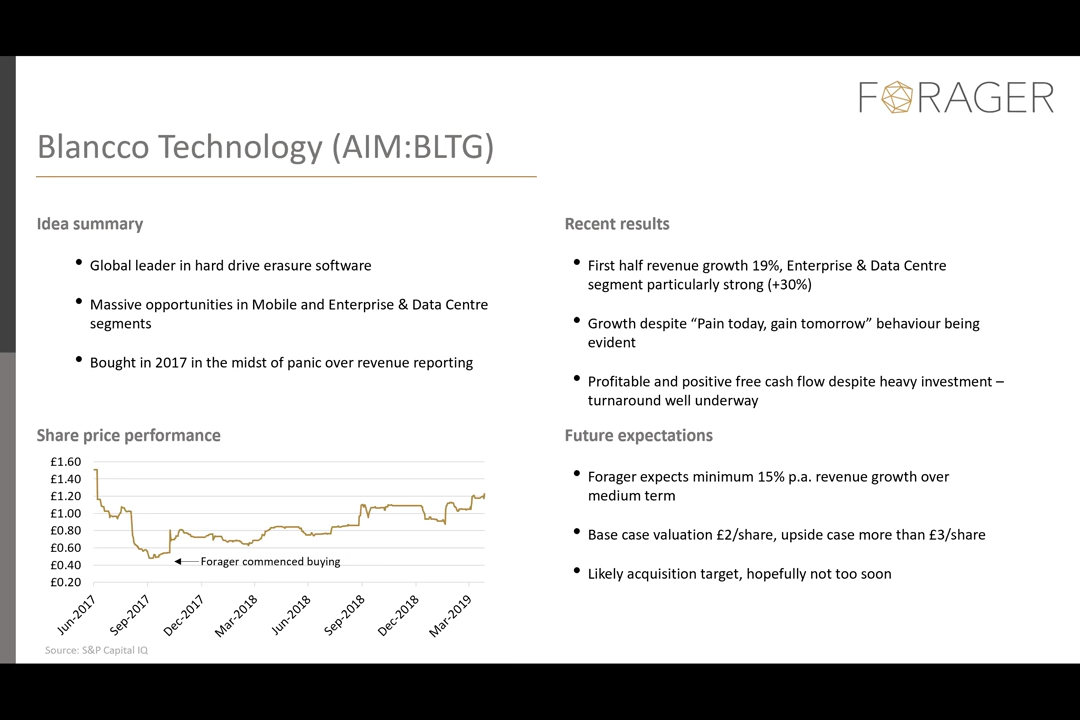 FORAGER
Blancco Technology (AIM:BLTG)
Idea summary
• Global leader in hard drive erasure software
• Massive opportunities in Mobile and Enterprise & Data Centre
segments
• Bought in 2017 in the midst of panic over revenue reporting
Share price performance
£1.60
£1.40
£1.20
£1.00
£0.80
£0.60
£0.40
£0.20
Forager commenced buying
Jun-2017
Sep-2017
Dec-2017
Mar-2018
Jun-2018
Sep-2018
Dec-2018
Mar-2019
Source: S&P Capital IQ
Recent results
• First half revenue growth 19%, Enterprise & Data Centre
segment particularly strong (+30%)
• Growth despite “Pain today, gain tomorrow” behaviour being
evident
• Profitable and positive free cash flow despite heavy investment –
turnaround well underway
Future expectations
• Forager expects minimum 15% p.a. revenue growth over
medium term
• Base case valuation £2/share, upside case more than £3/share
• Likely acquisition target, hopefully not too soon